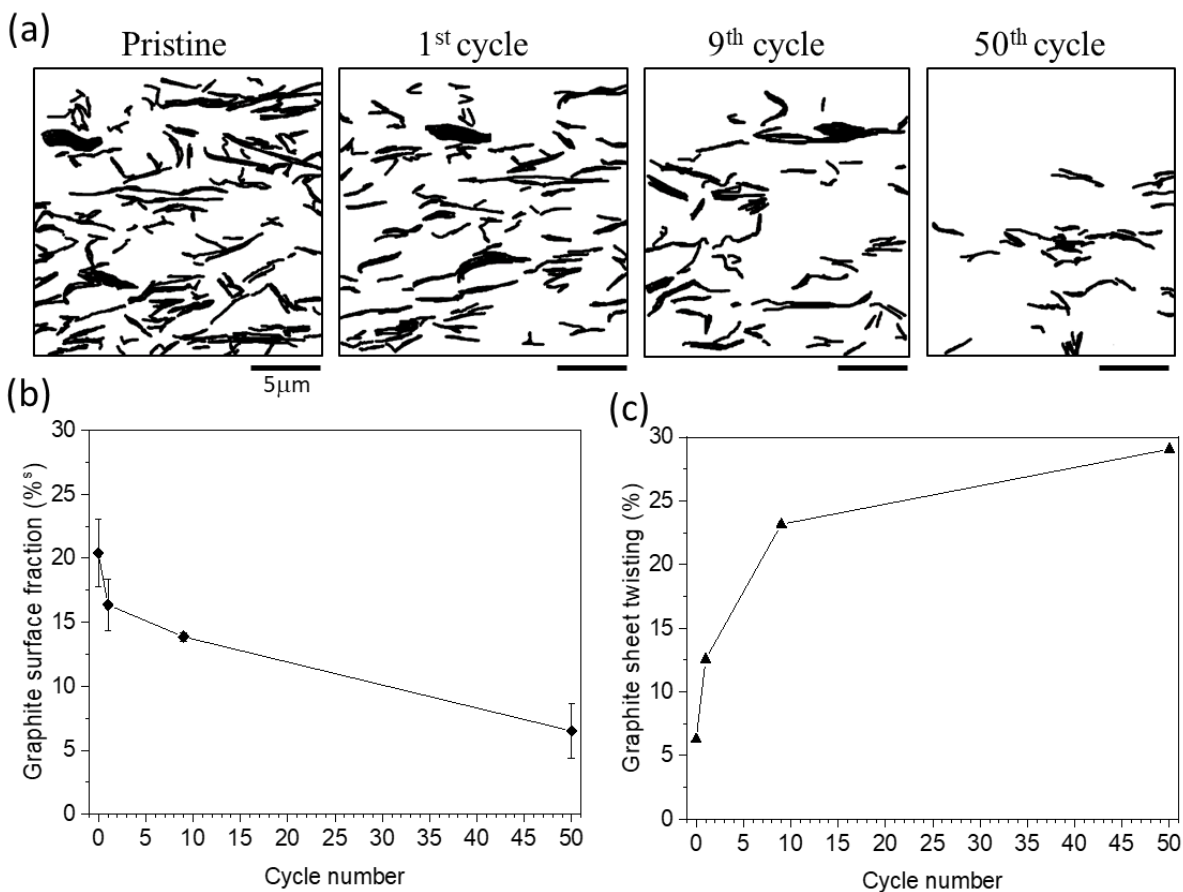 (a)
Pristine
1st cycle
9th cycle
50th cycle
5μm
(b)
Graphite surface fraction (%s)
30
25
20
15
10
5
0
0 5 10 15 20 25 30 35 40 45 50
Cycle number
(c)
Graphite sheet twisting (%)
30
25
20
15
10
5
0
0 5 10 15 20 25 30 35 40 45 50
Cycle number